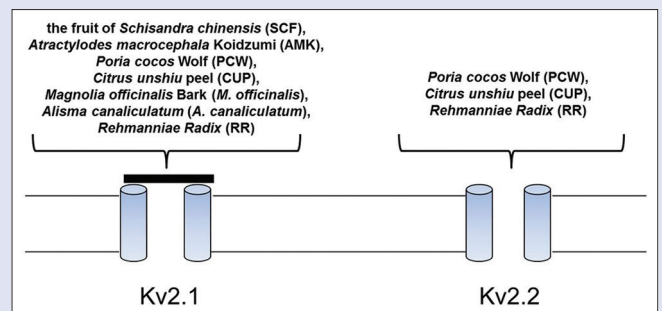 the fruit of Schisandra chinensis (SCF),
Atractylodes macrocephala Koidzumi (AMK),
Poria cocos Wolf (PCW),
Citrus unshiu peel (CUP),
Magnolia officinalis Bark (M. officinalis),
Alisma canaliculatum (A. canaliculatum),
Rehmanniae Radix (RR)
Poria cocos Wolf (PCW),
Citrus unshiu peel (CUP),
Rehmanniae Radix (RR)
Kv2.1
Kv2.2